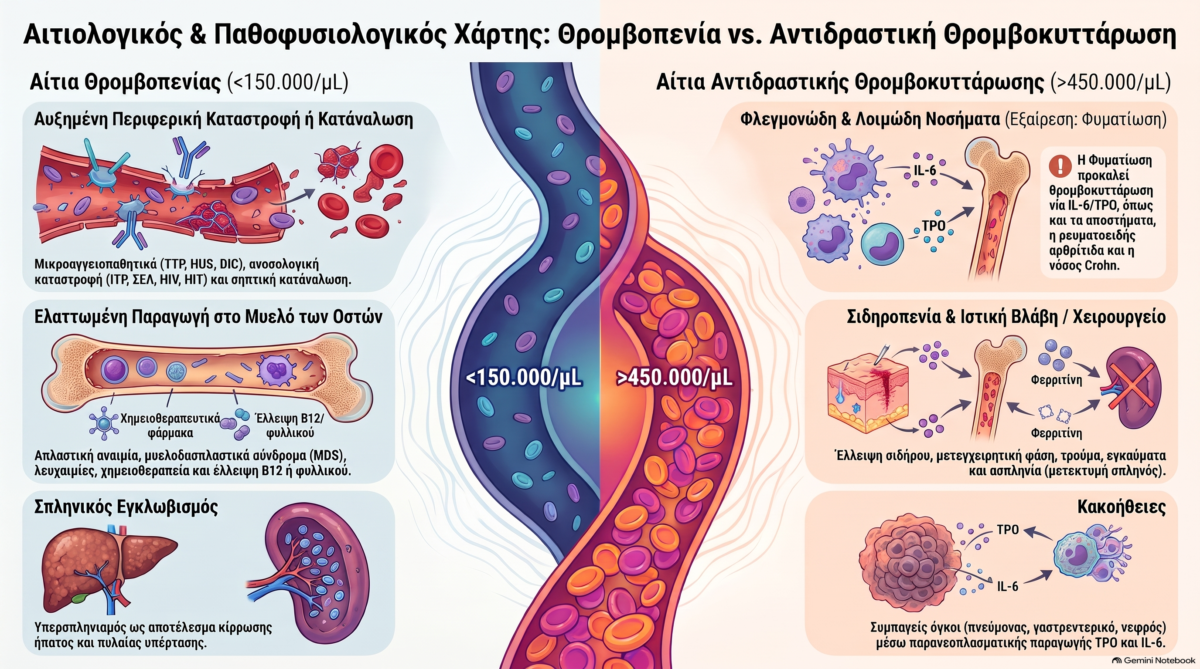 Αιτιολογικός & Παθοφυσιολογικός Χάρτης: Θρομβοπενία vs. Αντιδραστική Θρομβοκυττάρωση
Αίτια Θρομβοπενίας (<150.000/μL)
Αυξημένη Περιφερική Καταστροφή ή Κατάναλωση
Μικροαγγειοπαθητικά (TTP, HUS, DIC), ανοσολογική
καταστροφή (ITP, ΣΕΛ, HIV, HIT) και σηπτική κατάναλωση.
Ελαττωμένη Παραγωγή στο Μυελό των Οστών
Χημειοθεραπευτικά
φάρμακα
Έλλειψη B12/
φυλλικού
Απλαστική αναιμία, μυελοδασπλαστικά σύνδρομα (MDS),
λευχαιμίες, χημειοθεραπεία και έλλειψη B12 ή φυλλικού.
Σπληνικός Εγκλωβισμός
Υπερσπληνιαμός ως αποτέλεσμα κίρρωσης
ήπατος και πυλαίας υπέρτασης.
<150.000/μL
>450.000/μL
Αίτια Αντιδραστικής Θρομβοκυττάρωσης (>450.000/μL)
Φλεγμονώδη & Λοιμώδη Νοσήματα (Εξαίρεση: Φυματίωση)
IL-6
TPO
! Η Φυματίωση
προκαλεί
θρομβοκυττάρωση
νία IL-6/TPO, όπως
και τα αποστήματα,
η ρευματοειδής
αρθρίτιδα και η
νόσος Crohn.
Σιδηροπενία & Ιστική Βλάβη / Χειρουργείο
Φερριτίνη
Φερριτίνη
Έλλειψη σιδήρου, μετεγχειρητική φάση, τρούμα, εγκαύματα
και ασπληνία (μετεκτυμή σπληνός).
Κακοήθειες
TPO
IL-6
Συμπαγείς όγκοι (πνεύμονας, γαστρεντερικό, νεφρός)
μέσω παρανεοπλασματικής παραγωγής TPO και IL-6.
Gemini Notebook